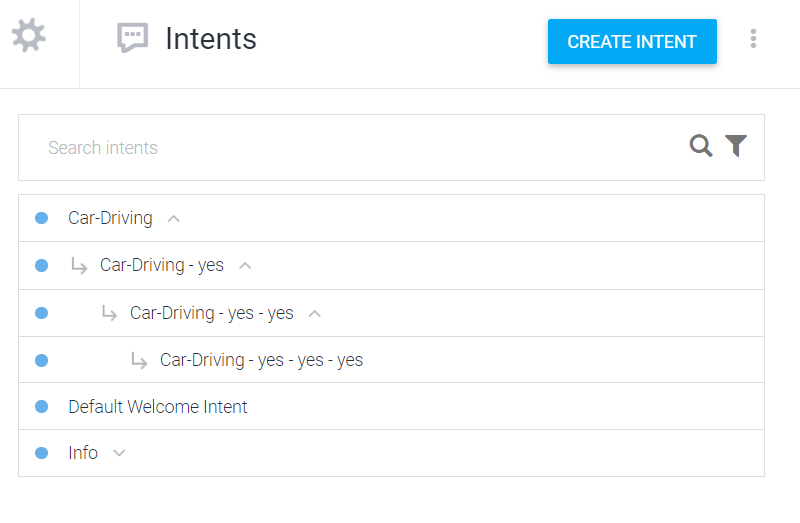 Intents
CREATE INTENT
Search intents
Car-Driving
Car-Driving - yes
Car-Driving - yes - yes
Car-Driving - yes - yes - yes
Default Welcome Intent
Info